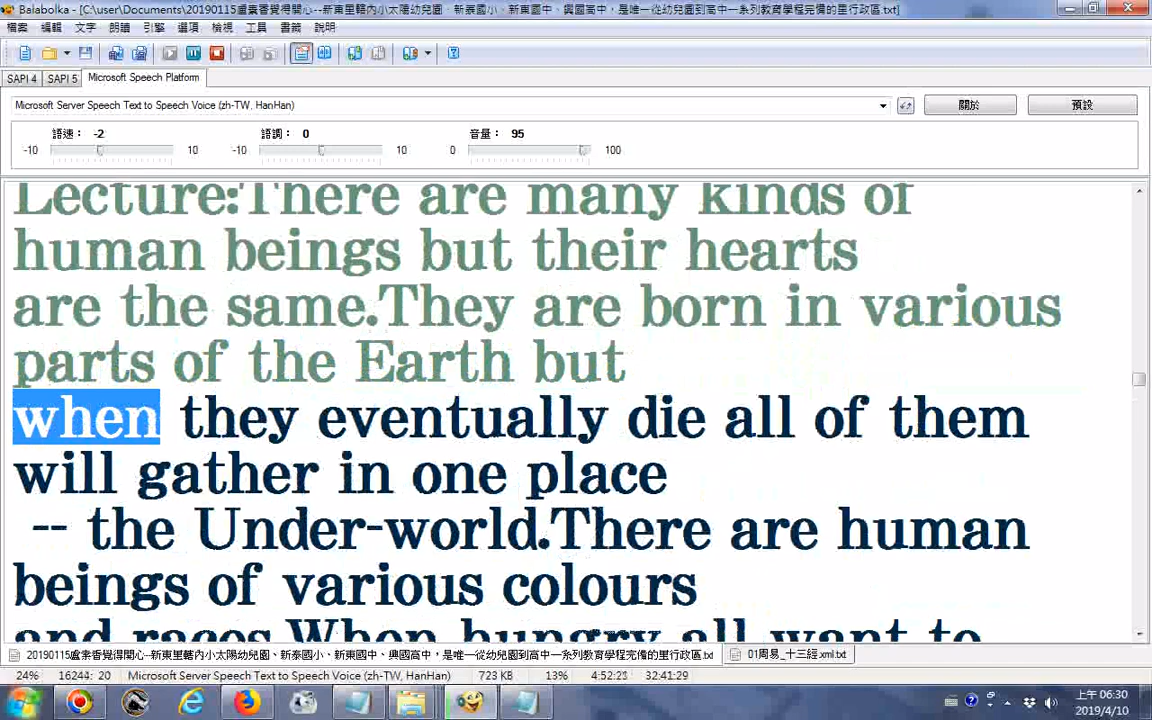 Balabolka - [C:\user\Documents\20190115盧素香覺得開心--新東里轄內小太陽幼兒園、新泰國小、新東國中、興國高中，是唯一從幼兒園到高中一系列教育學程完備的里行政區.txt]
檔案 編輯 文字 朗讀 引擎 選項 檢視 工具 書籤 說明
SAPI 4 SAPI 5 Microsoft Speech Platform
Microsoft Server Speech Text to Speech Voice (zh-TW, HanHan) 關於 預設
語速： -2 語調： 0 音量： 95
-10 10 -10 10 0 100
Lecture:There are many kinds of
human beings but their hearts
are the same.They are born in various
parts of the Earth but
when they eventually die all of them
will gather in one place
-- the Under-world.There are human
beings of various colours
and races.When hungry all want to
20190115盧素香覺得開心--新東里轄內小太陽幼兒園、新泰國小、新東國中、興國高中，是唯一從幼兒園到高中一系列教育學程完備的里行政區.txt 01周易_十三經.xml.txt
24% 16244: 20 Microsoft Server Speech Text to Speech Voice (zh-TW, HanHan) 723 KB 13% 4:52:23 32:41:29
上午 06:30
2019/4/10